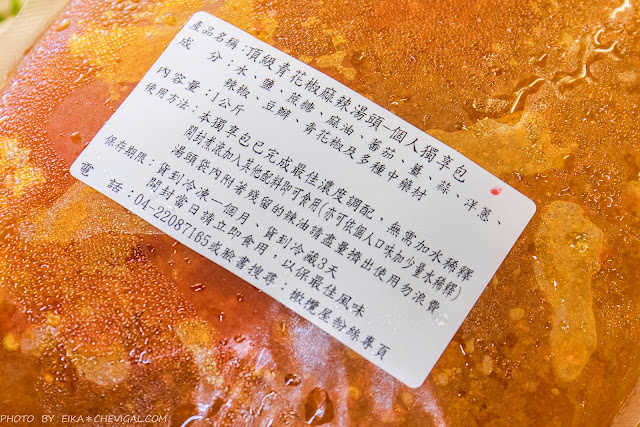 產品名稱:頂級青花椒麻辣湯頭-個人獨享包
成 分:水、鹽、蔗糖、麻油、蕃茄、薑、蒜、洋蔥、
辣椒、豆瓣、青花椒及多種中藥材
內容量:1公斤
使用方法:本獨享包已完成最佳濃度調配,無需加水稀釋
開封煮滾加入其他配料即可食用(亦可依個人口味加少量水稀釋)
湯頭袋內附著殘留的辣油請盡量擠出使用勿浪費
保存期限:貨到冷凍一個月、貨到冷藏3天
開封當日請立即食用,以保最佳風味
電 話:04-22087165或臉書搜尋:橄欖屋粉絲專頁
PHOTO BY EIKA*CHEVIGAL.COM